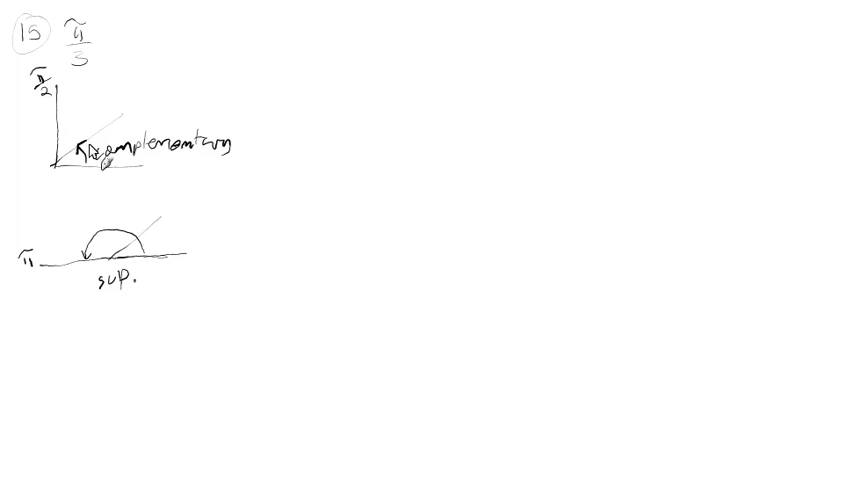 15 π/3
π/2
complementary
π
sup.